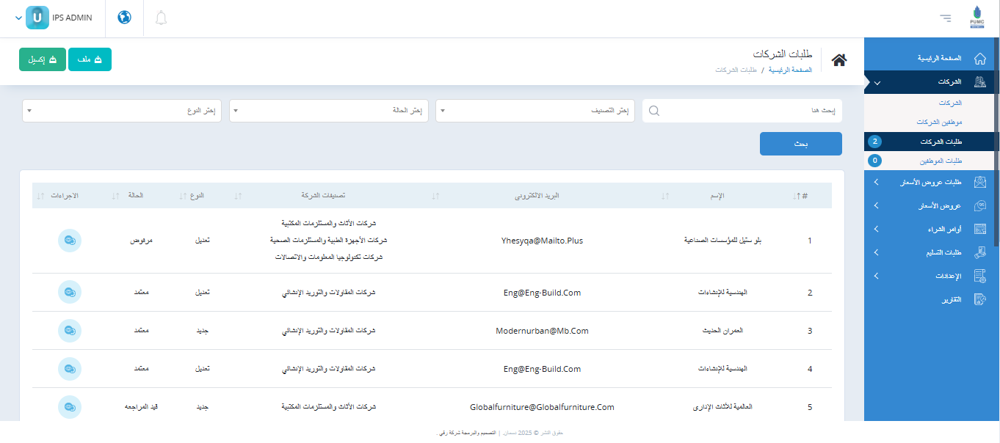 IPS ADMIN
PUMC
الصفحة الرئيسية
الشركات
الشركات
موظفين الشركات
طلبات الشركات 2
طلبات الموظفين 0
طلبات عروض الأسعار
عروض الأسعار
أوامر الشراء
طلبات التسليم
الإعدادات
التقارير
طلبات الشركات
الصفحة الرئيسية / طلبات الشركات
ملف
إكسيل
إبحث هنا
إختر التصنيف
إختر الحالة
إختر النوع
بحث
# الإسم البريد الالكترونى تصنيفات الشركة النوع الحالة الاجراءات
1 بلو ستيل للمؤسسات الصناعية Yhesyqa@Mailto.Plus شركات الأثاث والمستلزمات المكتبية تعديل مرفوض
شركات الأجهزة الطبية والمستلزمات الصحية
شركات تكنولوجيا المعلومات والاتصالات
2 الهندسية للإنشاءات Eng@Eng-Build.Com شركات المقاولات والتوريد الإنشائي تعديل معتمد
3 العمران الحديث Modernurban@Mb.Com شركات المقاولات والتوريد الإنشائي جديد معتمد
4 الهندسية للإنشاءات Eng@Eng-Build.Com شركات المقاولات والتوريد الإنشائي تعديل معتمد
5 العالمية للأثاث الإدارى Globalfurniture@Globalfurniture.Com شركات الأثاث والمستلزمات المكتبية جديد قيد المراجعه
حقوق النشر © 2025 نسمان. | التصميم والبرمجة شركة رقي .